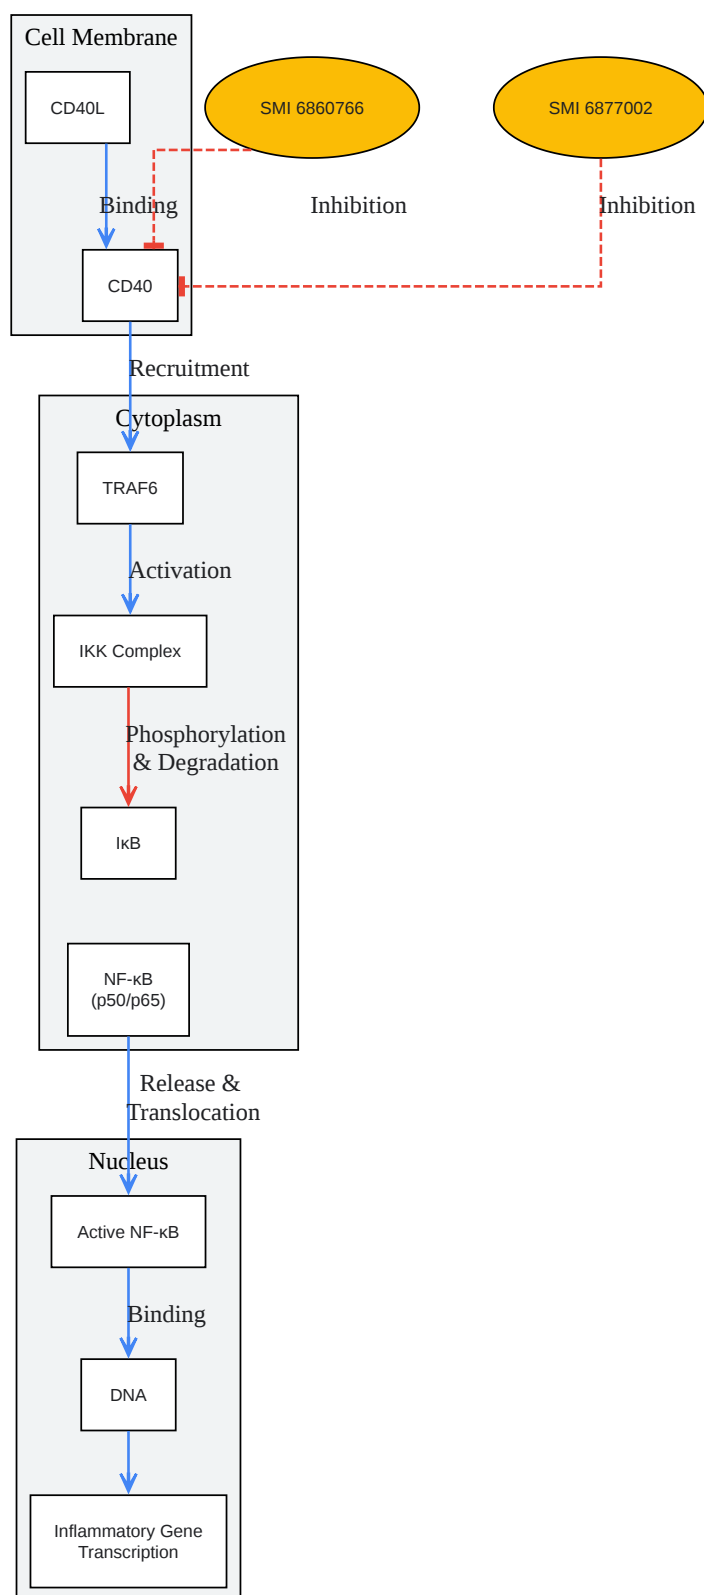 Cell Membrane
CD40L
SMI 6860766
SMI 6877002
Binding
Inhibition
Inhibition
CD40
Recruitment
Cytoplasm
TRAF6
Activation
IKK Complex
Phosphorylation
& Degradation
IκB
NF-κB
(p50/p65)
Release &
Translocation
Nucleus
Active NF-κB
Binding
DNA
Inflammatory Gene
Transcription